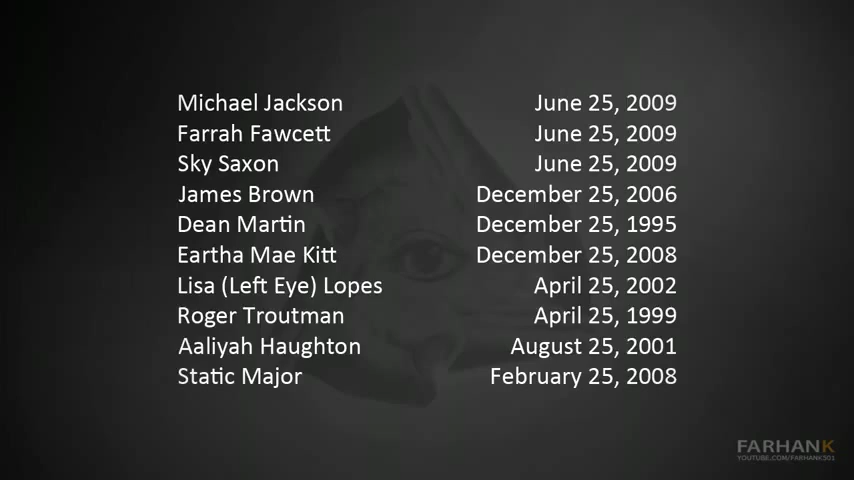 Michael Jackson June 25, 2009
Farrah Fawcett June 25, 2009
Sky Saxon June 25, 2009
James Brown December 25, 2006
Dean Martin December 25, 1995
Eartha Mae Kitt December 25, 2008
Lisa (Left Eye) Lopes April 25, 2002
Roger Troutman April 25, 1999
Aaliyah Haughton August 25, 2001
Static Major February 25, 2008
FARHANK
YOUTUBE.COM/FARHANK501